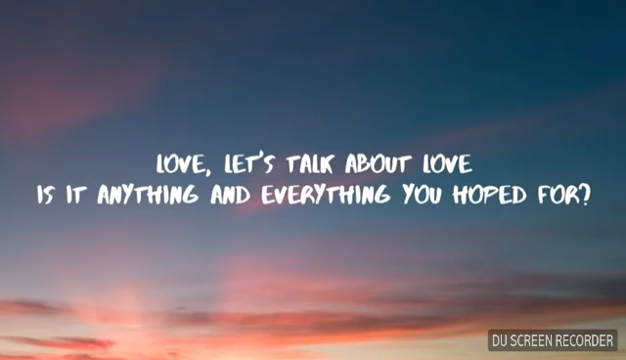 LOVE, LET'S TALK ABOUT LOVE
IS IT ANYTHING AND EVERYTHING YOU HOPED FOR?
DU SCREEN RECORDER